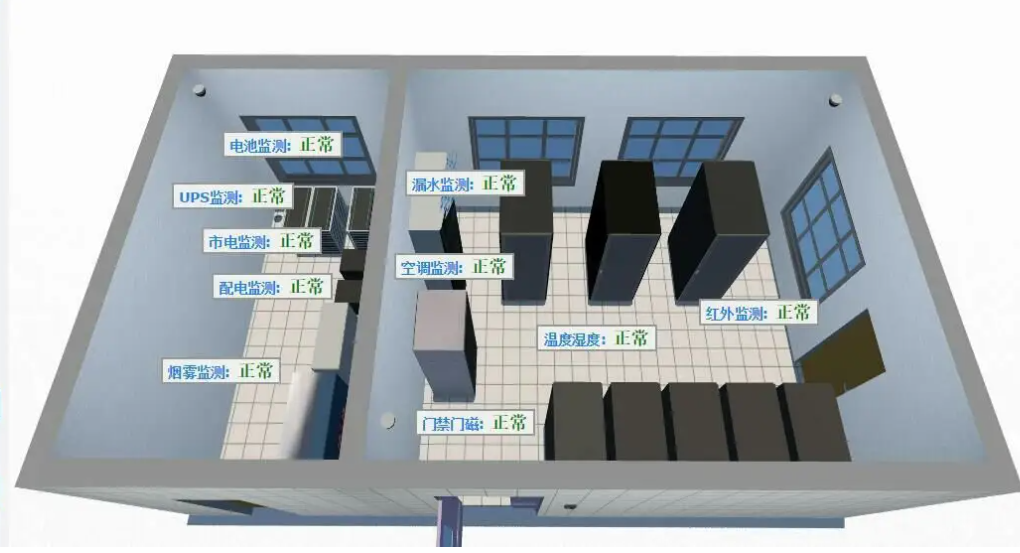 电池监测: 正常
UPS监测: 正常
市电监测: 正常
配电监测: 正常
烟雾监测: 正常
漏水监测: 正常
空调监测: 正常
红外监测: 正常
温度湿度: 正常
门禁门磁: 正常